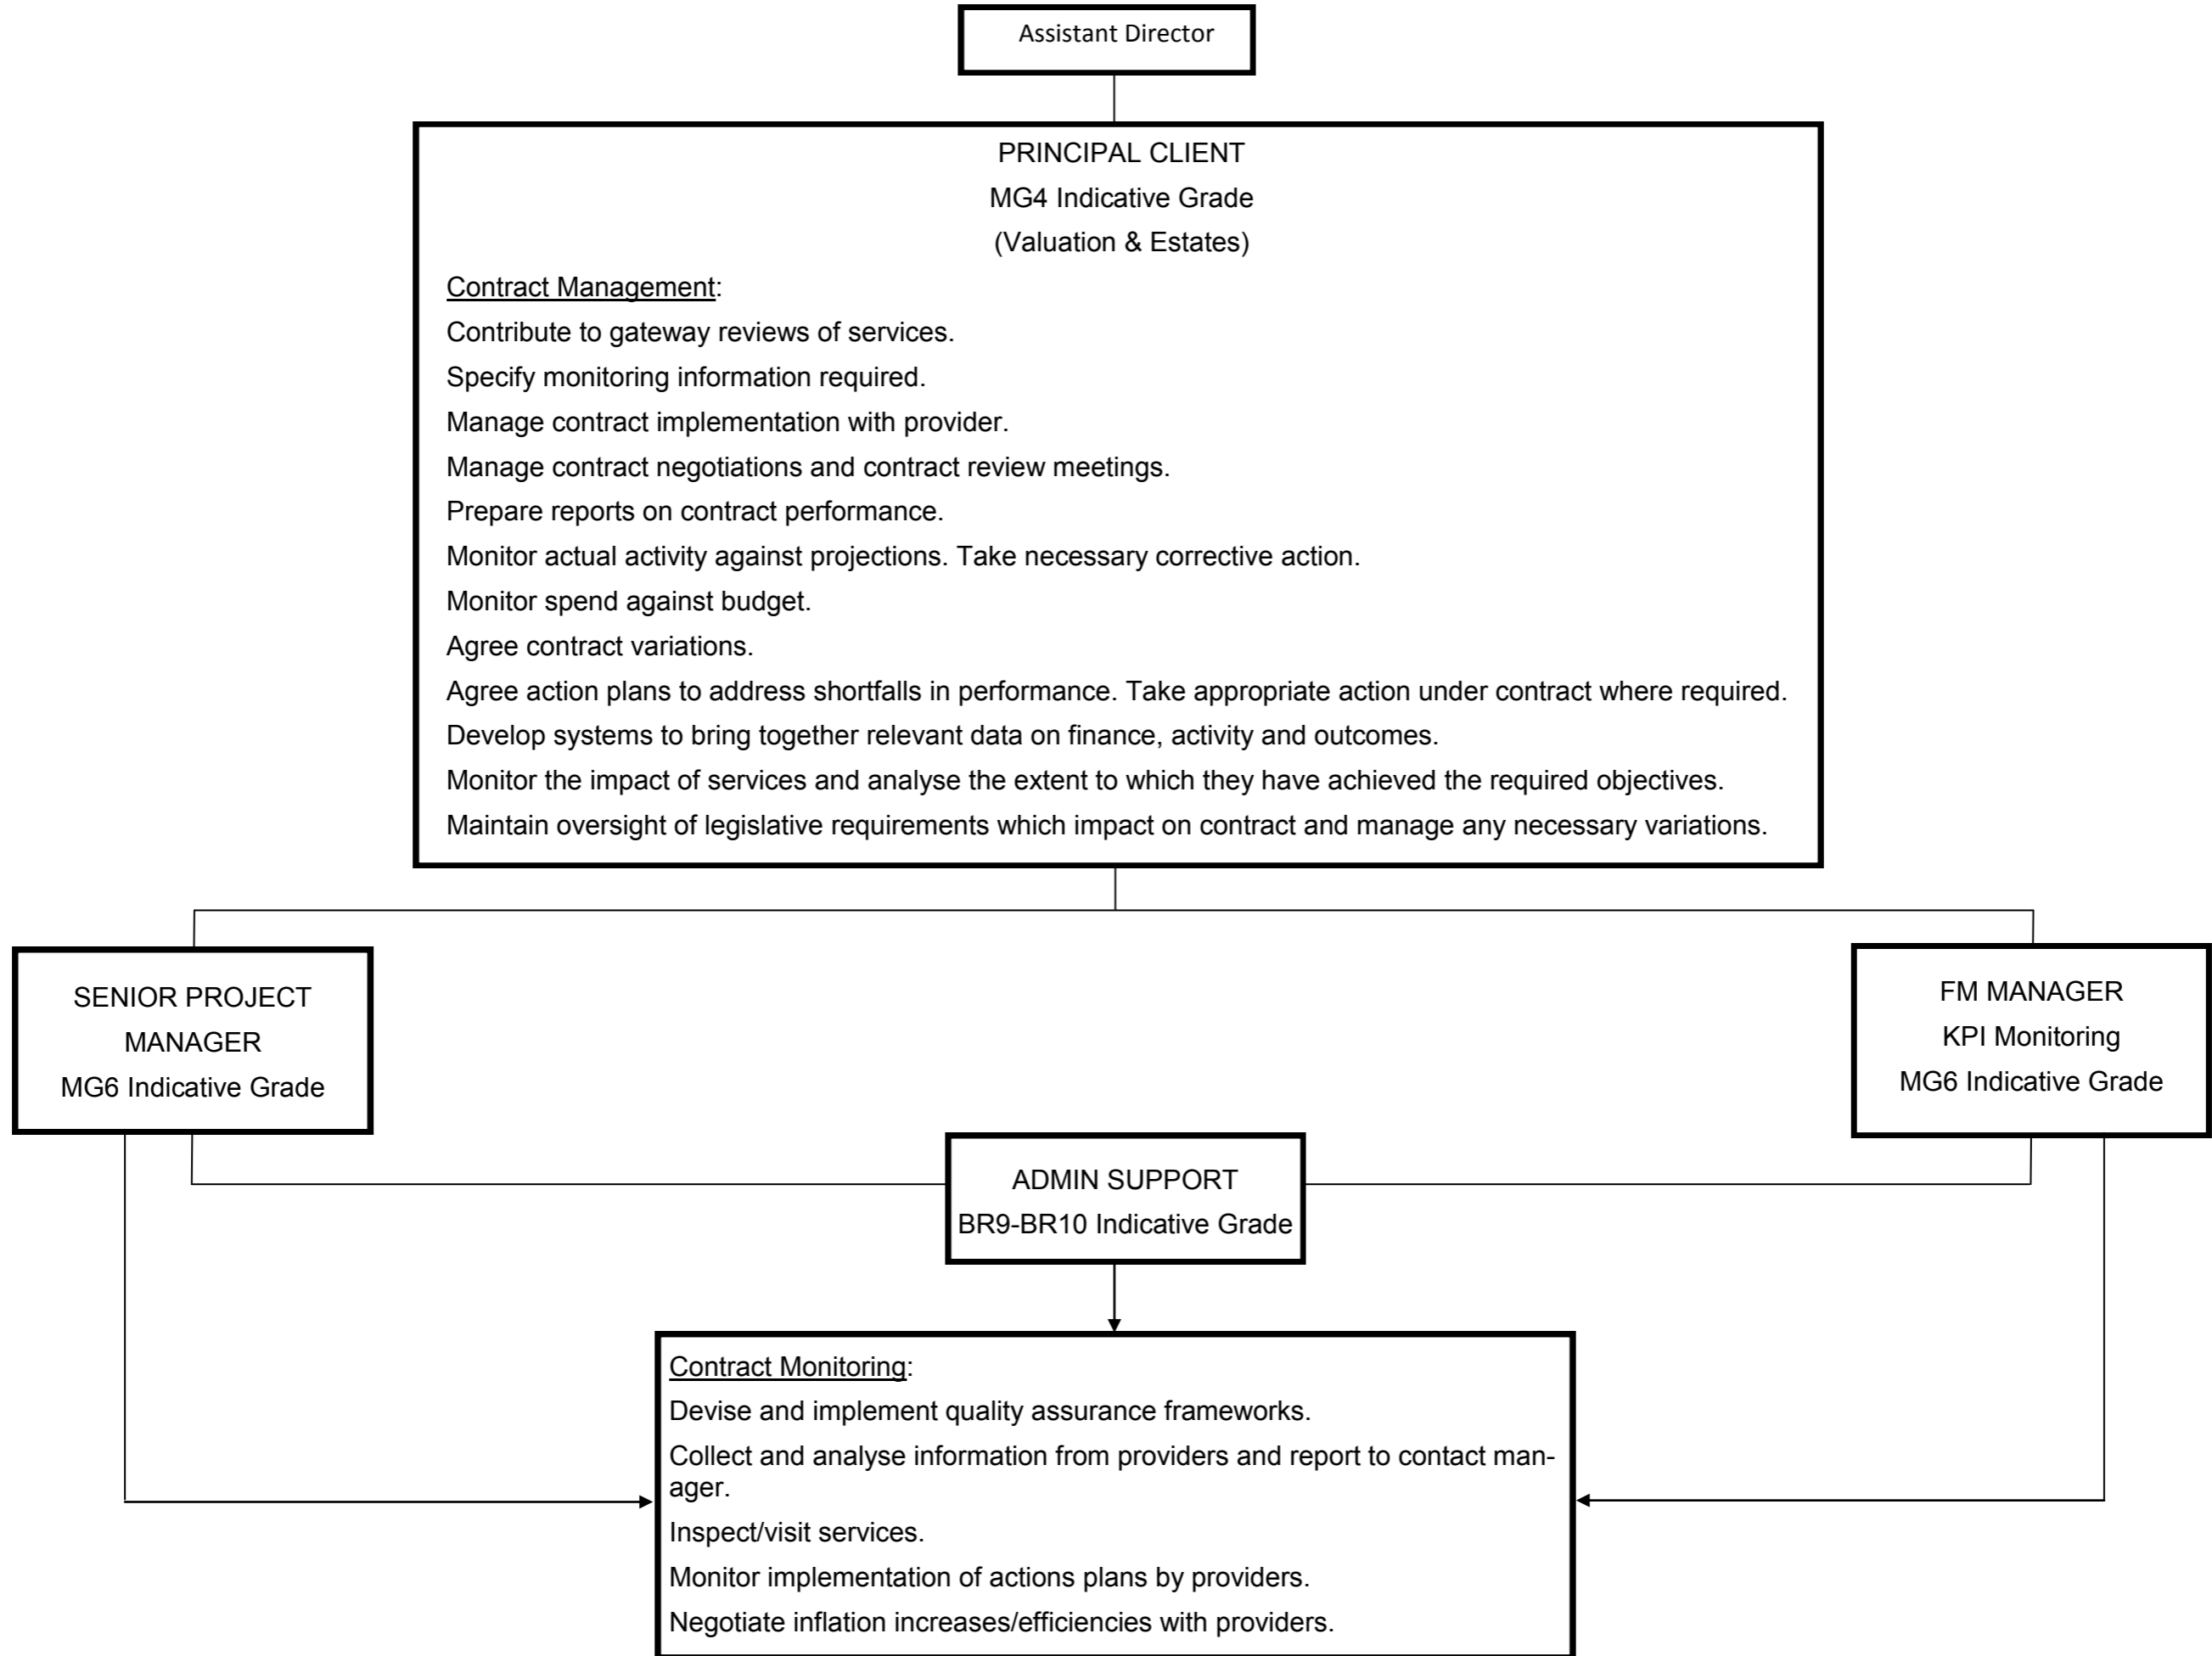 Assistant Director
PRINCIPAL CLIENT
MG4 Indicative Grade
(Valuation & Estates)
Contract Management:
Contribute to gateway reviews of services.
Specify monitoring information required.
Manage contract implementation with provider.
Manage contract negotiations and contract review meetings.
Prepare reports on contract performance.
Monitor actual activity against projections. Take necessary corrective action.
Monitor spend against budget.
Agree contract variations.
Agree action plans to address shortfalls in performance. Take appropriate action under contract where required.
Develop systems to bring together relevant data on finance, activity and outcomes.
Monitor the impact of services and analyse the extent to which they have achieved the required objectives.
Maintain oversight of legislative requirements which impact on contract and manage any necessary variations.
SENIOR PROJECT
MANAGER
MG6 Indicative Grade
FM MANAGER
KPI Monitoring
MG6 Indicative Grade
ADMIN SUPPORT
BR9-BR10 Indicative Grade
Contract Monitoring:
Devise and implement quality assurance frameworks.
Collect and analyse information from providers and report to contact man-
ager.
Inspect/visit services.
Monitor implementation of actions plans by providers.
Negotiate inflation increases/efficiencies with providers.